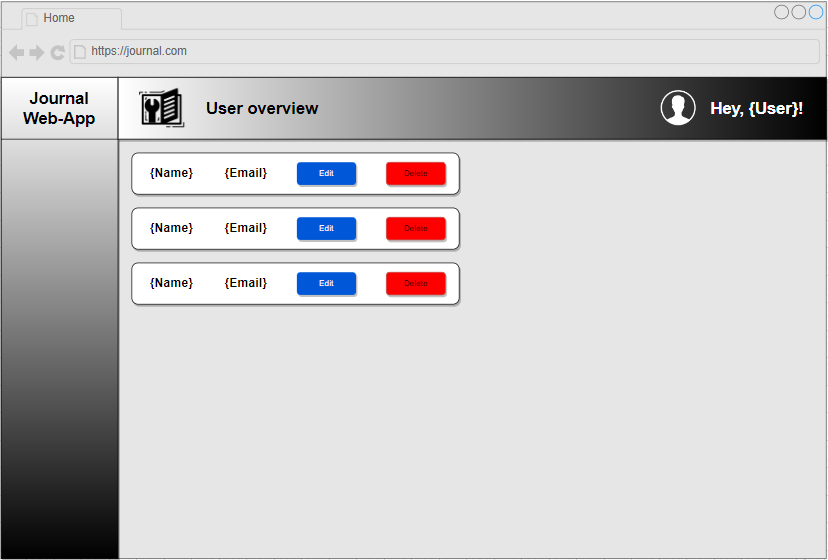 Home
https://journal.com
Journal
Web-App
User overview
Hey, {User}!
{Name} {Email} Edit Delete
{Name} {Email} Edit Delete
{Name} {Email} Edit Delete